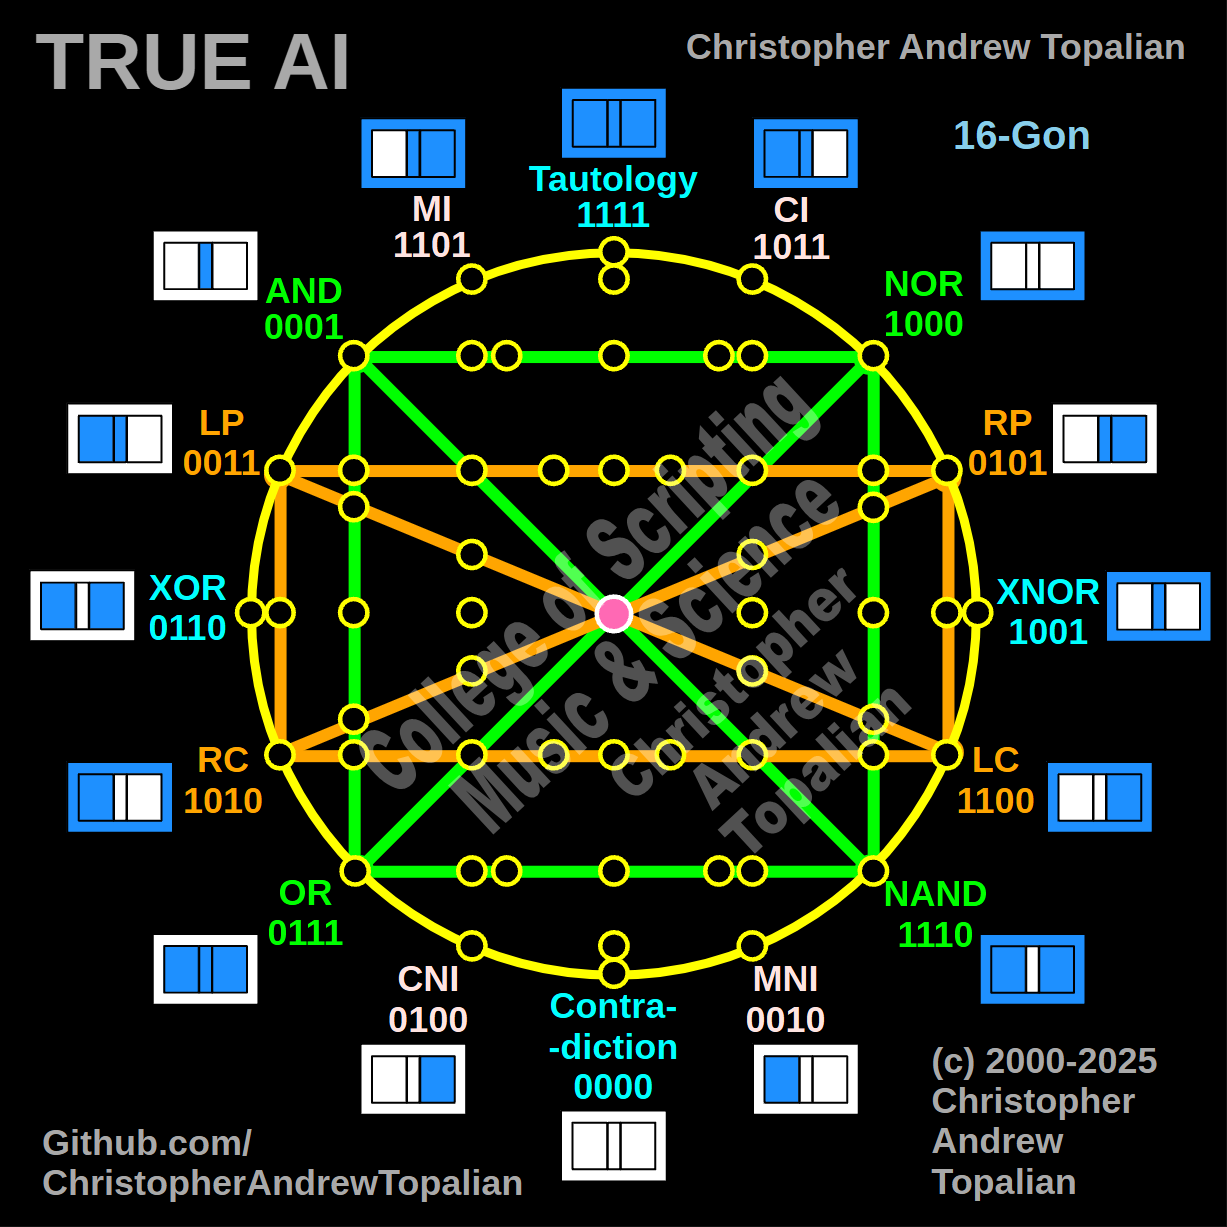 TRUE AI
Christopher Andrew Topalian
16-Gon
Tautology
1111
MI
1101
CI
1011
AND
0001
NOR
1000
LP
0011
RP
0101
XOR
0110
XNOR
1001
RC
1010
LC
1100
OR
0111
NAND
1110
CNI
0100
MNI
0010
Contra-
-diction
0000
College of Scripting
Music & Science
Christopher
Andrew
Topalian
Github.com/
ChristopherAndrewTopalian
(c) 2000-2025
Christopher
Andrew
Topalian